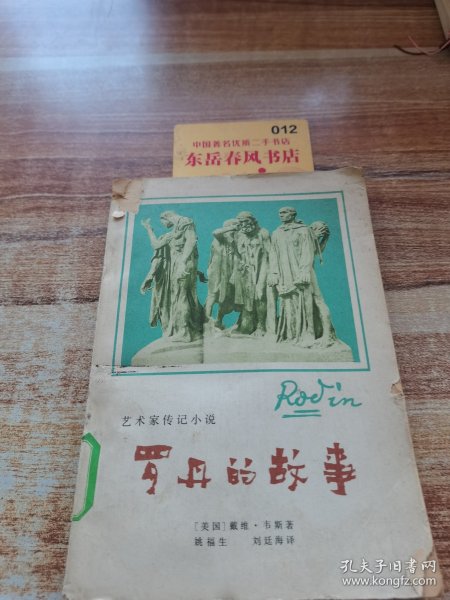 012
中国著名优质二手书店
东岳春风书店
Rodin
艺术家传记小说
罗丹的故事
［美国］戴维·韦斯著
姚福生 刘廷海译
孔夫子旧书网
www.kongfz.com